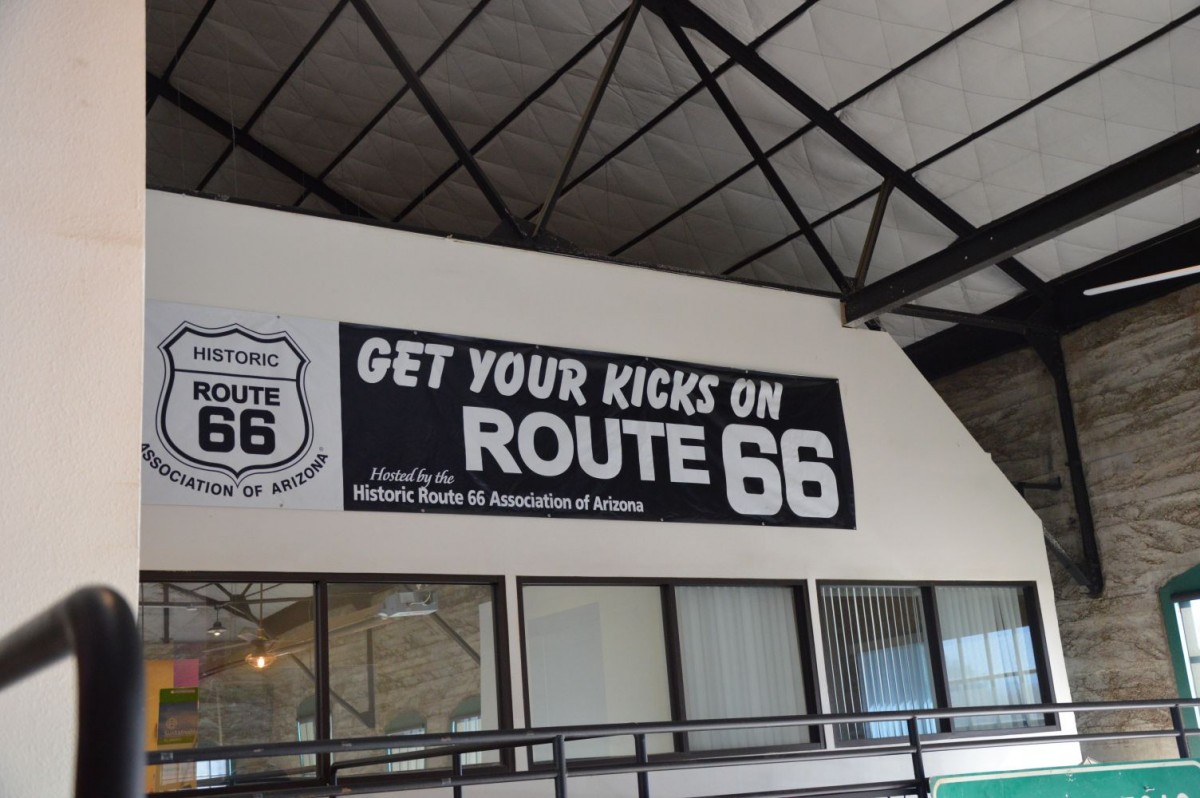 HISTORIC
ROUTE
66
ASSOCIATION OF ARIZONA
GET YOUR KICKS ON
ROUTE 66
Hosted by the
Historic Route 66 Association of Arizona